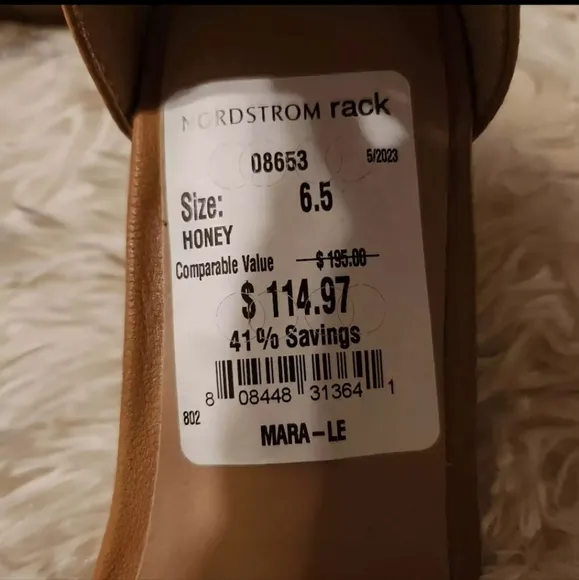 NORDSTROM rack
08653 5/2023
Size: 6.5
HONEY
Comparable Value $195.00
$114.97
41% Savings
8 08448 31364 1
802
MARA-LE